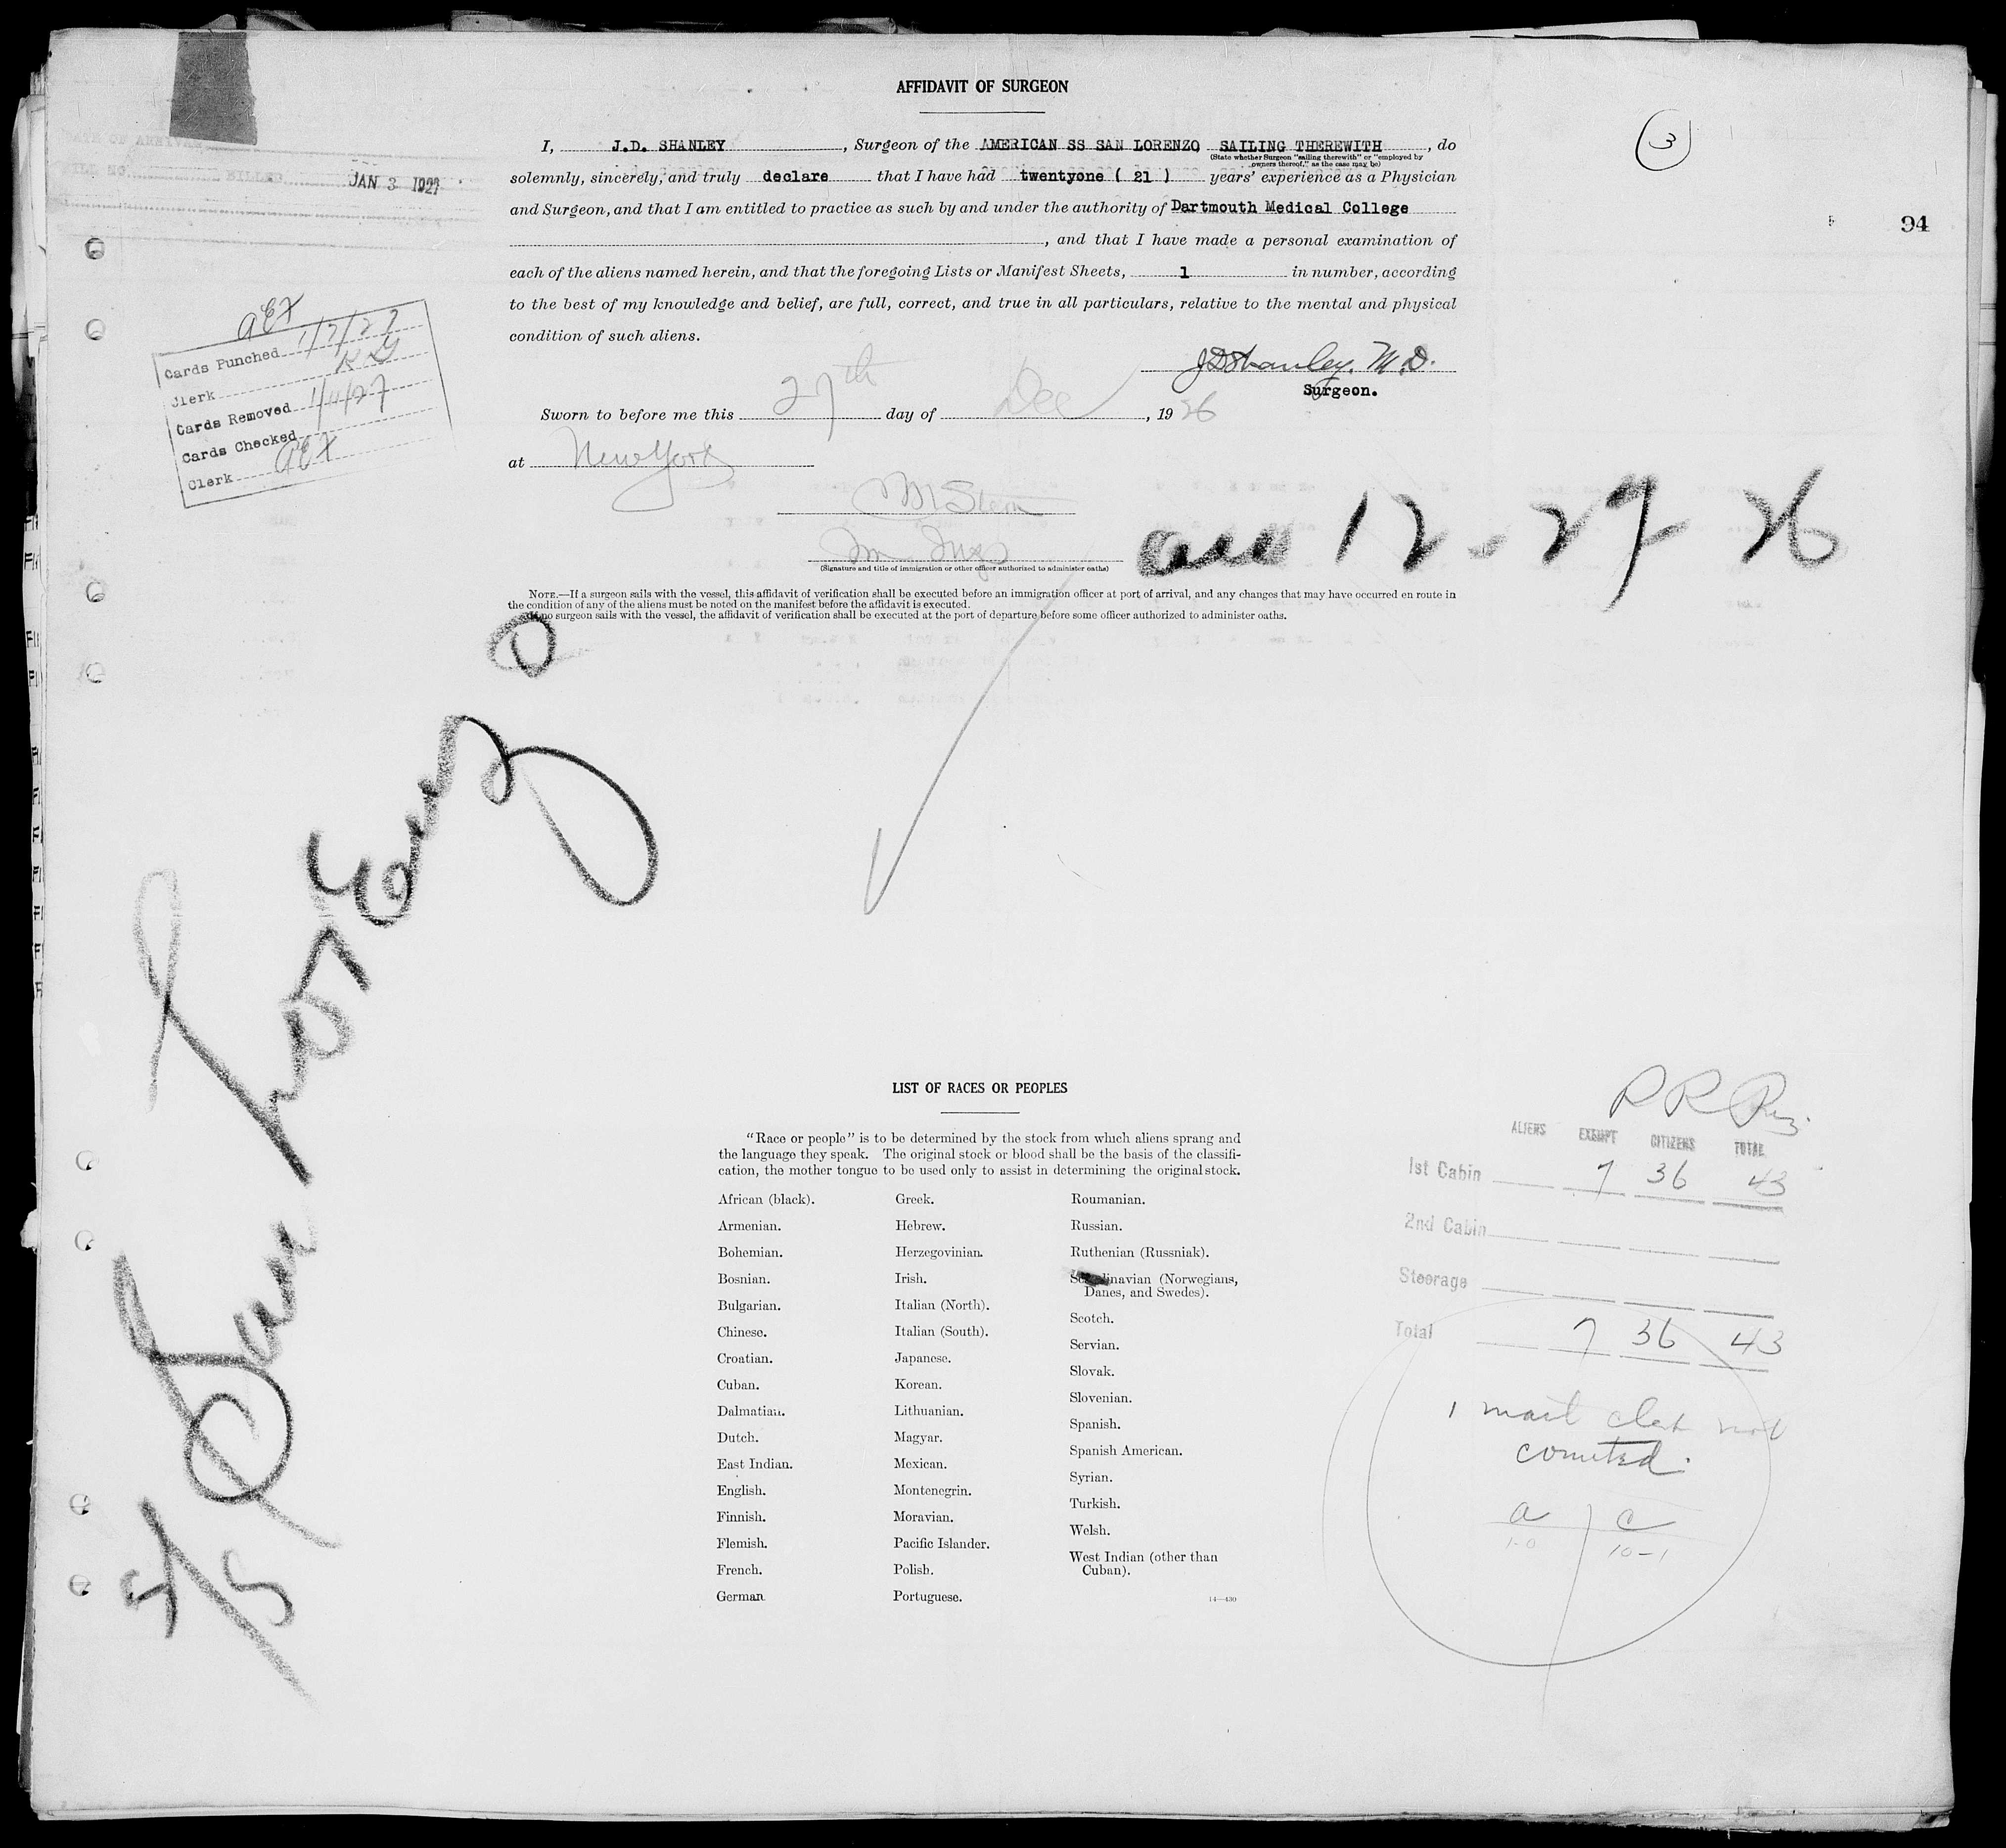 AFFIDAVIT OF SURGEON
3
94
I, J.D. SHANLEY, Surgeon of the AMERICAN SS SAN LORENZO SAILING THEREWITH, do
(State whether Surgeon "sailing therewith" or "employed by
owners thereof," as the case may be)
solemnly, sincerely, and truly declare that I have had twentyone ( 21 ) years' experience as a Physician
and Surgeon, and that I am entitled to practice as such by and under the authority of Dartmouth Medical College
, and that I have made a personal examination of
each of the aliens named herein, and that the foregoing Lists or Manifest Sheets, 1 in number, according
to the best of my knowledge and belief, are full, correct, and true in all particulars, relative to the mental and physical
condition of such aliens.
JDShanley. M.D.
Surgeon.
Sworn to before me this 27th day of Dec, 1926
at New York
(Signature and title of immigration or other officer authorized to administer oaths)
NOTE.—If a surgeon sails with the vessel, this affidavit of verification shall be executed before an immigration officer at port of arrival, and any changes that may have occurred en route in
the condition of any of the aliens must be noted on the manifest before the affidavit is executed.
If no surgeon sails with the vessel, the affidavit of verification shall be executed at the port of departure before some officer authorized to administer oaths.
DATE OF ARRIVAL
BILL NO. BILLED JAN 3 1927
Cards Punched 1/7/27
Clerk
Cards Removed 1/11/27
Cards Checked
Clerk
12 - 27 26
S/S San Lorenzo
LIST OF RACES OR PEOPLES
"Race or people" is to be determined by the stock from which aliens sprang and
the language they speak. The original stock or blood shall be the basis of the classifi-
cation, the mother tongue to be used only to assist in determining the original stock.
African (black).
Armenian.
Bohemian.
Bosnian.
Bulgarian.
Chinese.
Croatian.
Cuban.
Dalmatian.
Dutch.
East Indian.
English.
Finnish.
Flemish.
French.
German
Greek.
Hebrew.
Herzegovinian.
Irish.
Italian (North).
Italian (South).
Japanese.
Korean.
Lithuanian.
Magyar.
Mexican.
Montenegrin.
Moravian.
Pacific Islander.
Polish.
Portuguese.
Roumanian.
Russian.
Ruthenian (Russniak).
Scandinavian (Norwegians,
Danes, and Swedes).
Scotch.
Servian.
Slovak.
Slovenian.
Spanish.
Spanish American.
Syrian.
Turkish.
Welsh.
West Indian (other than
Cuban).
14—430
ALIENS EXEMPT CITIZENS TOTAL
1st Cabin 7 36 43
2nd Cabin
Steerage
Total 7 36 43
1 mail clerk not
counted.
a c
1-0 10-1